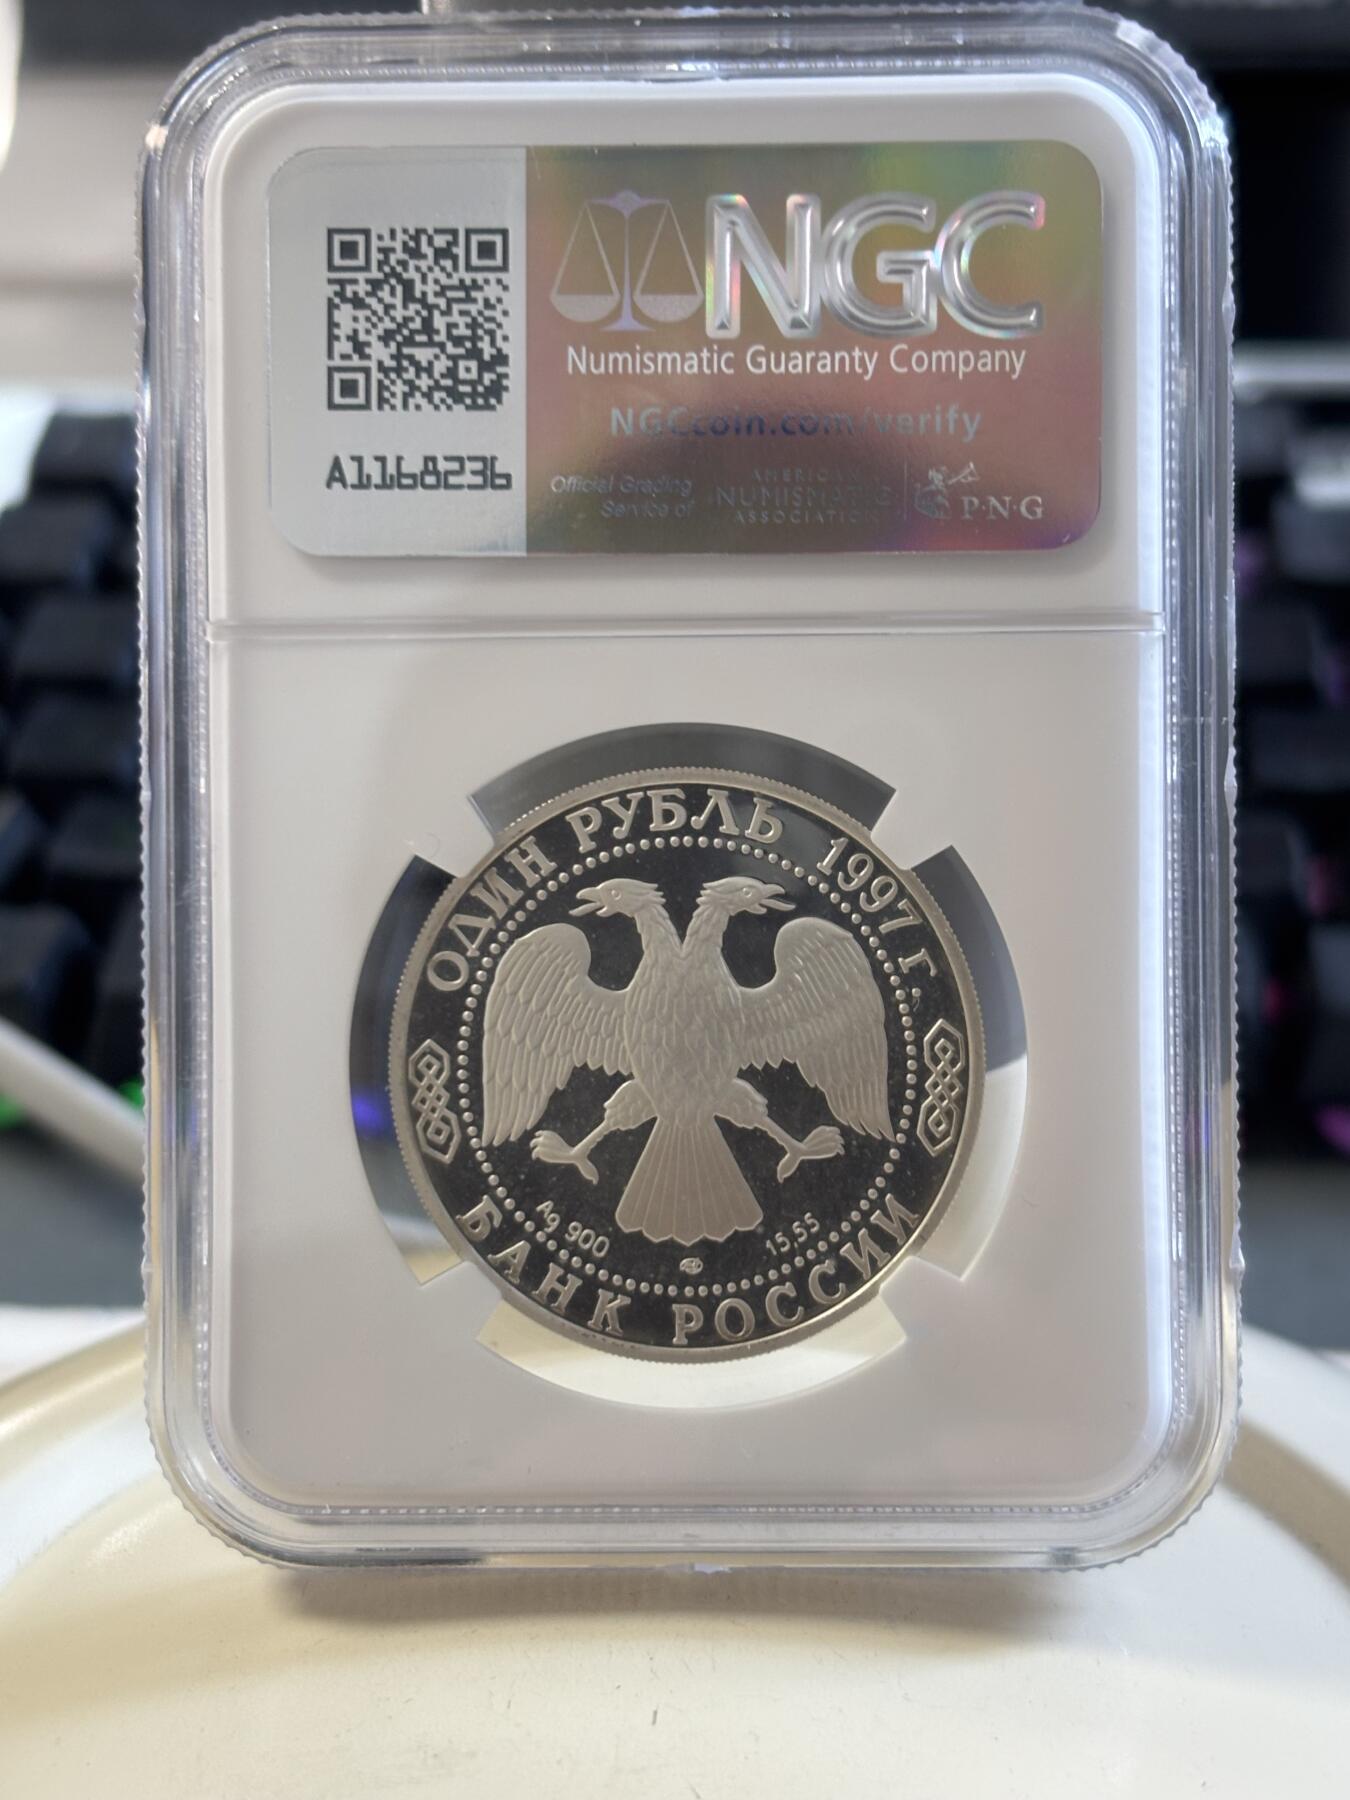 NGC
Numismatic Guaranty Company
NGCcoin.com/verify
A1168236
Official Grading
Service of
AMERICAN
NUMISMATIC
ASSOCIATION
P·N·G
ОДИН РУБЛЬ 1997 г.
Ag 900
15,55
БАНК РОССИИ